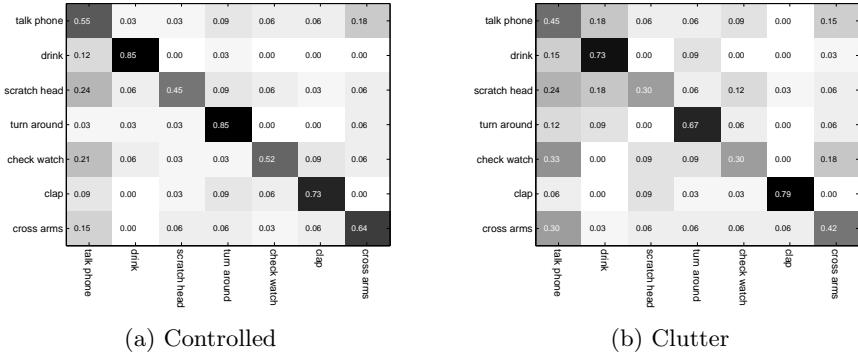 talk phone 0.55 0.03 0.03 0.09 0.06 0.06 0.18
drink 0.12 0.85 0.00 0.03 0.00 0.00 0.00
scratch head 0.24 0.06 0.45 0.09 0.06 0.03 0.06
turn around 0.03 0.03 0.03 0.85 0.00 0.00 0.06
check watch 0.21 0.06 0.03 0.03 0.52 0.09 0.06
clap 0.09 0.00 0.03 0.09 0.06 0.73 0.00
cross arms 0.15 0.00 0.06 0.06 0.03 0.06 0.64
talk phone drink scratch head turn around check watch clap cross arms
(a) Controlled
talk phone 0.45 0.18 0.06 0.06 0.09 0.00 0.15
drink 0.15 0.73 0.00 0.09 0.00 0.00 0.03
scratch head 0.24 0.18 0.30 0.06 0.12 0.03 0.06
turn around 0.12 0.09 0.00 0.67 0.06 0.00 0.06
check watch 0.33 0.00 0.09 0.09 0.30 0.00 0.18
clap 0.06 0.00 0.09 0.03 0.03 0.79 0.00
cross arms 0.30 0.03 0.06 0.06 0.06 0.06 0.42
talk phone drink scratch head turn around check watch clap cross arms
(b) Clutter